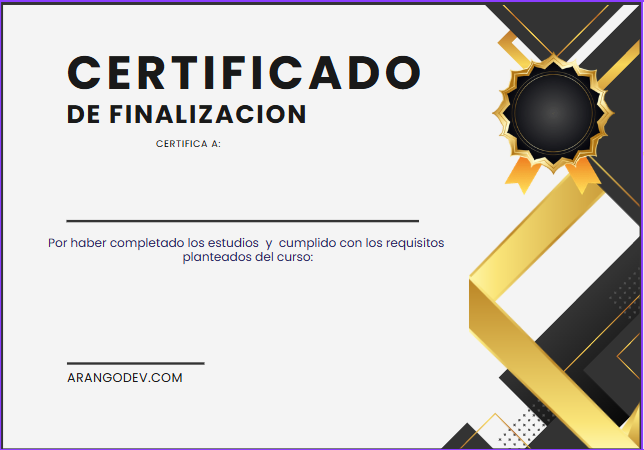 CERTIFICADO
DE FINALIZACION
CERTIFICA A:
Por haber completado los estudios y cumplido con los requisitos
planteados del curso:
ARANGODEV.COM